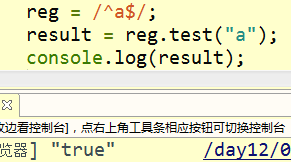 reg = /^a$/;
result = reg.test("a");
console.log(result);
边看控制台]，点右上角工具条相应按钮可切换控制台
览器] "true" /day12/0